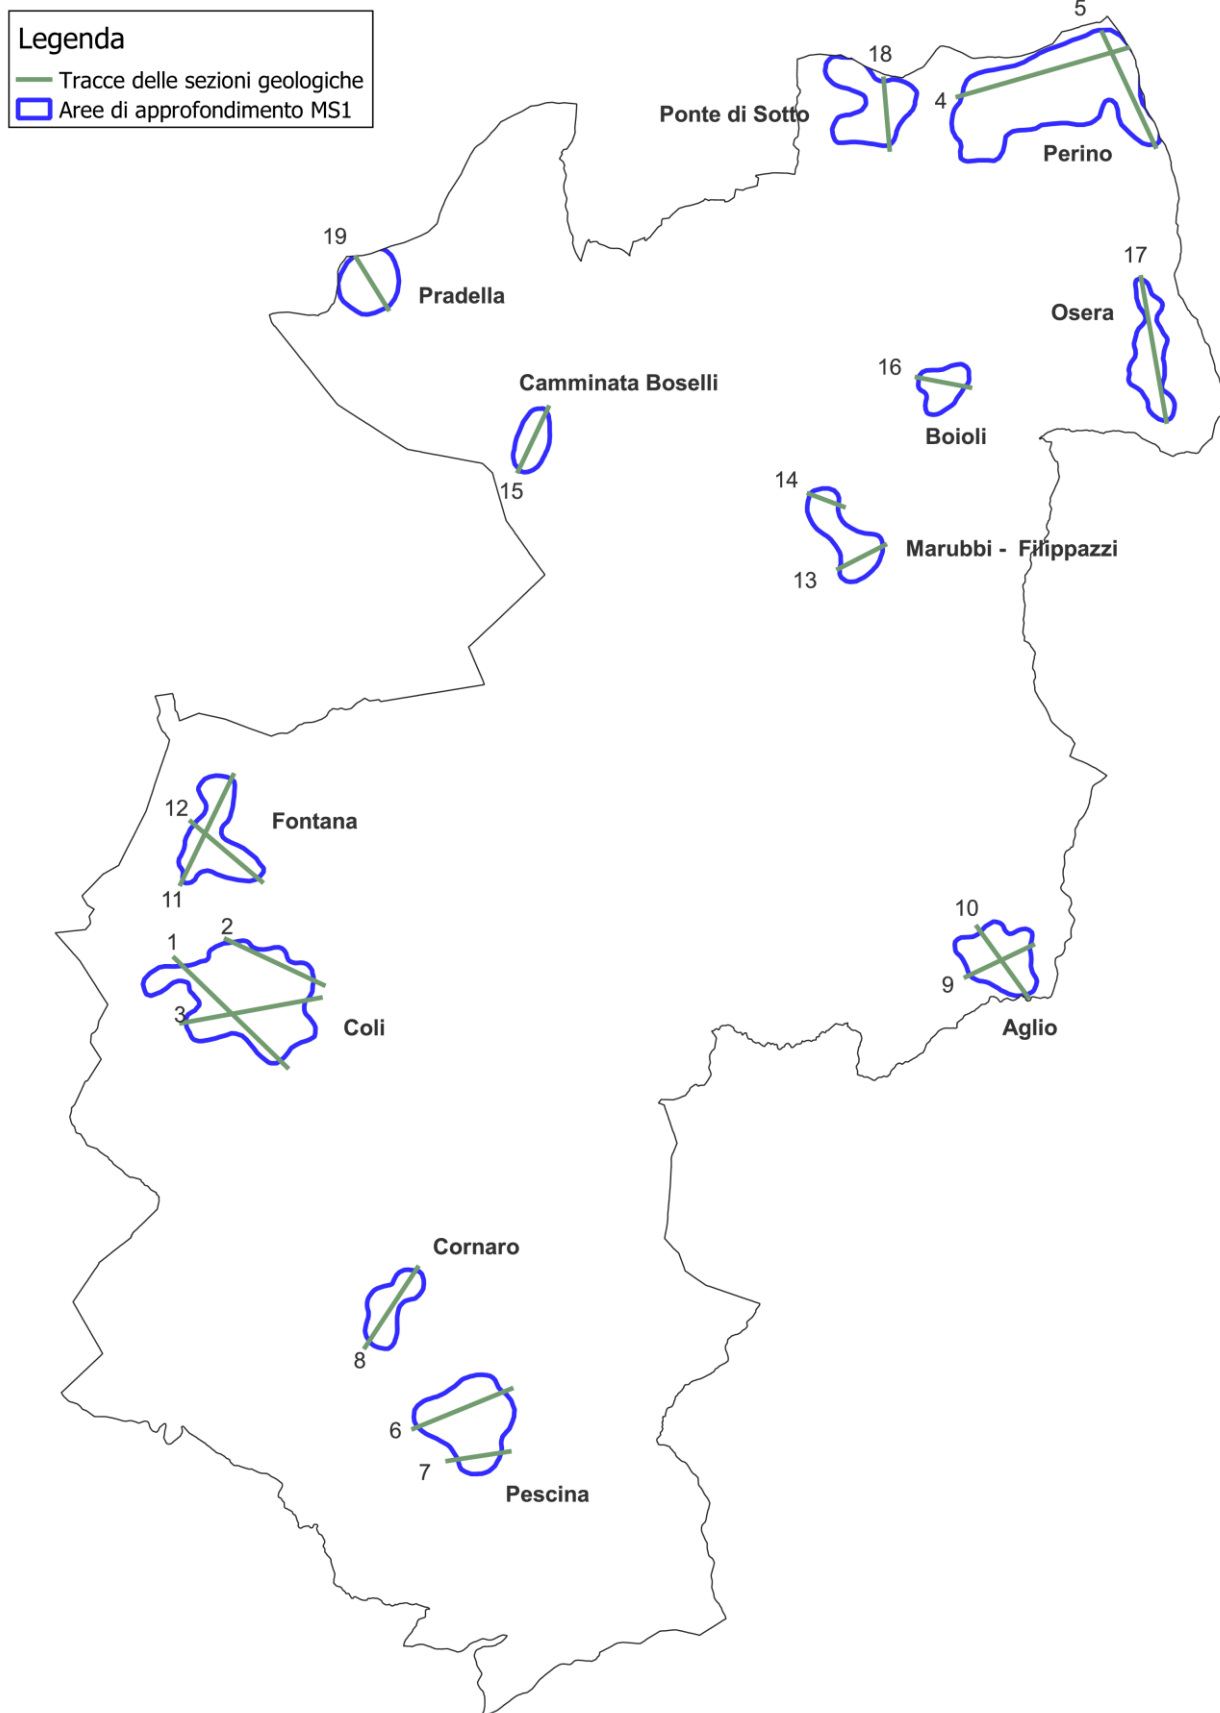 Legenda
Tracce delle sezioni geologiche
Aree di approfondimento MS1
5
18
4
Ponte di Sotto
Perino
19
Pradella
17
Osera
16
Boioli
Camminata Boselli
15
14
Marubbi - Filippazzi
13
12
Fontana
11
10
9
Aglio
2
1
3
Coli
Cornaro
8
6
7
Pescina